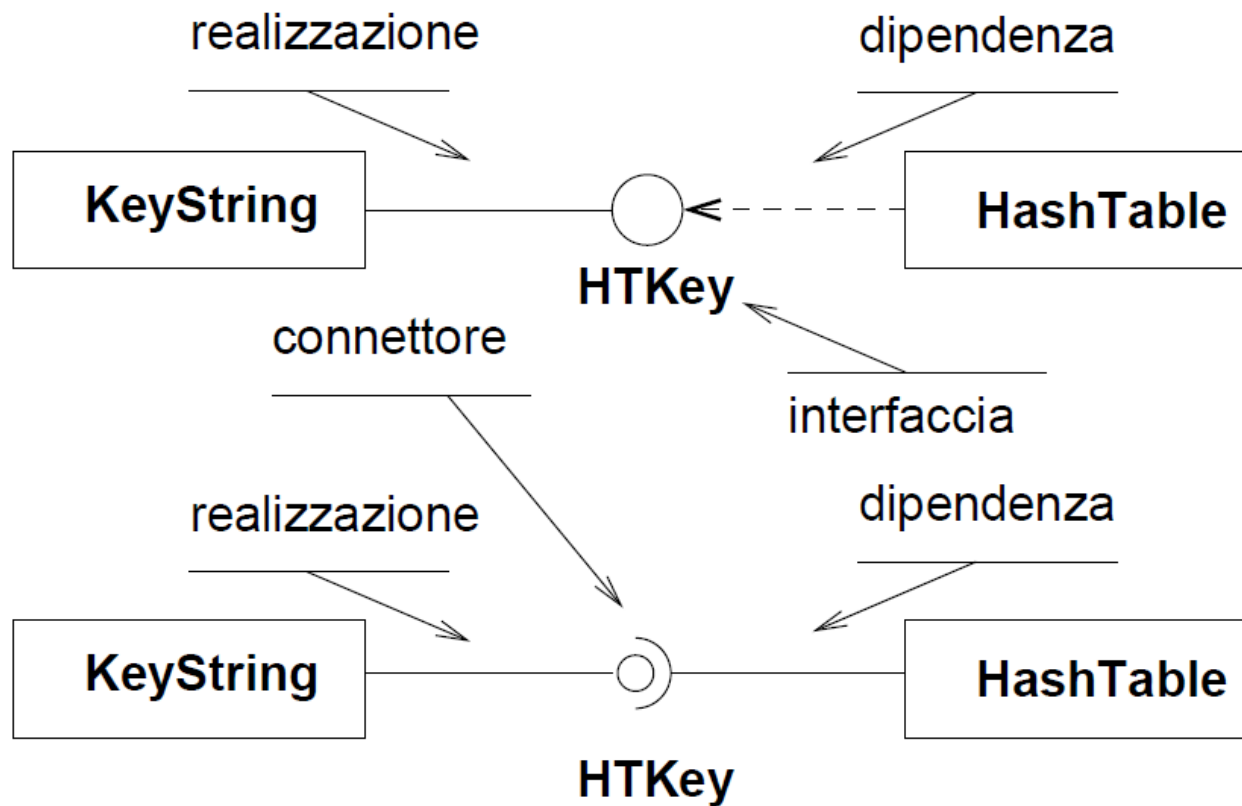 realizzazione
dipendenza
KeyString
HashTable
HTKey
connettore
interfaccia
realizzazione
dipendenza
KeyString
HashTable
HTKey